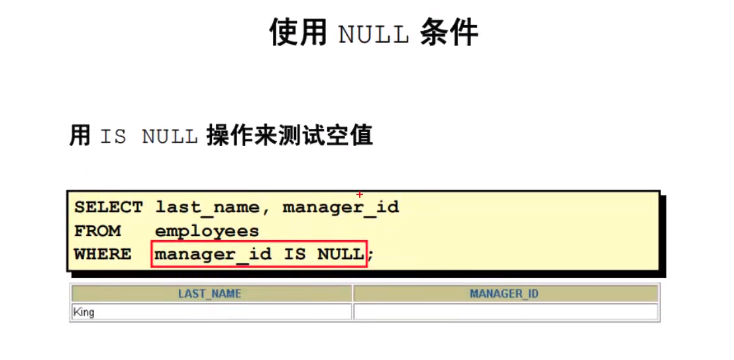 使用 NULL 条件
用 IS NULL 操作来测试空值
SELECT last_name, manager_id
FROM employees
WHERE manager_id IS NULL;
LAST_NAME MANAGER_ID
King